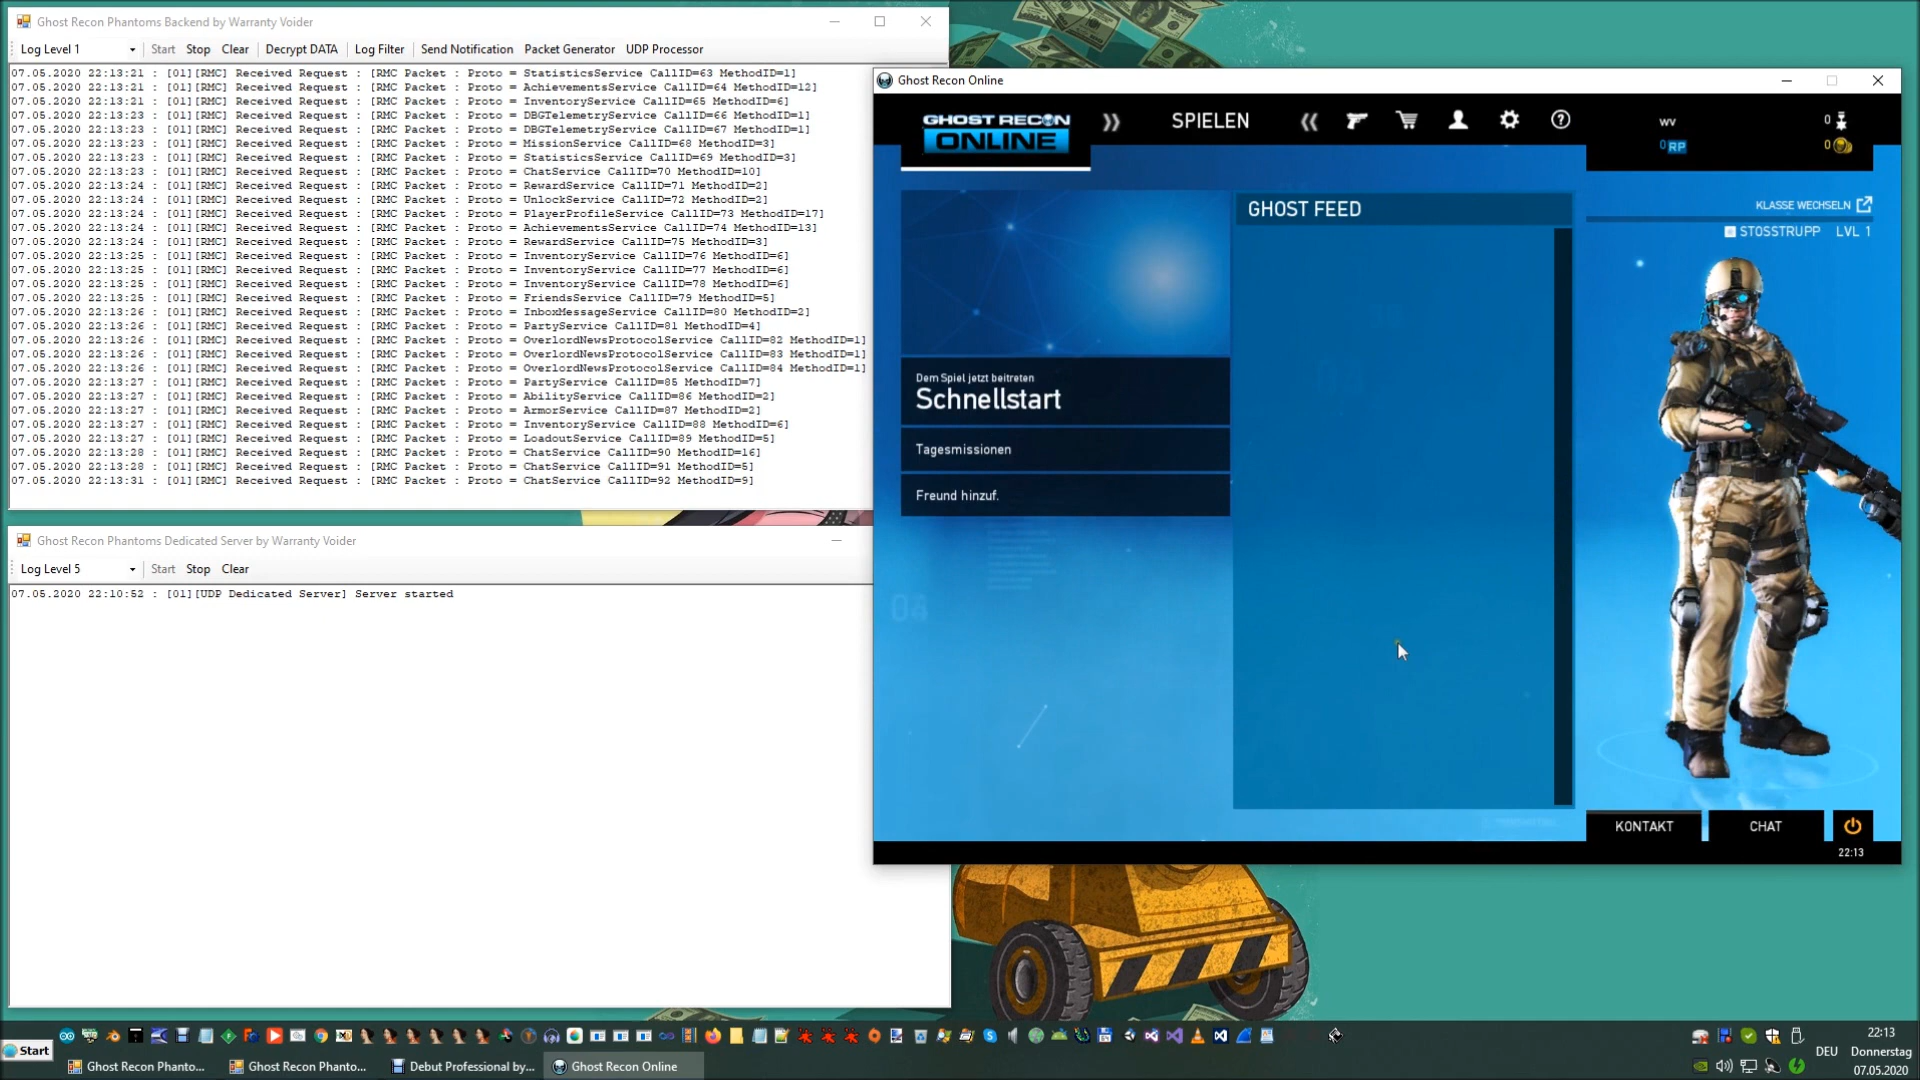 Ghost Recon Phantoms Backend by Warranty Voider
Log Level 1 Start Stop Clear Decrypt DATA Log Filter Send Notification Packet Generator UDP Processor
07.05.2020 22:13:21 : [01][RMC] Received Request : [RMC Packet : Proto = StatisticsService CallID=63 MethodID=1]
07.05.2020 22:13:21 : [01][RMC] Received Request : [RMC Packet : Proto = AchievementsService CallID=64 MethodID=12]
07.05.2020 22:13:21 : [01][RMC] Received Request : [RMC Packet : Proto = InventoryService CallID=65 MethodID=6]
07.05.2020 22:13:23 : [01][RMC] Received Request : [RMC Packet : Proto = DBGTelemetryService CallID=66 MethodID=1]
07.05.2020 22:13:23 : [01][RMC] Received Request : [RMC Packet : Proto = DBGTelemetryService CallID=67 MethodID=1]
07.05.2020 22:13:23 : [01][RMC] Received Request : [RMC Packet : Proto = MissionService CallID=68 MethodID=3]
07.05.2020 22:13:23 : [01][RMC] Received Request : [RMC Packet : Proto = StatisticsService CallID=69 MethodID=3]
07.05.2020 22:13:23 : [01][RMC] Received Request : [RMC Packet : Proto = ChatService CallID=70 MethodID=10]
07.05.2020 22:13:24 : [01][RMC] Received Request : [RMC Packet : Proto = RewardService CallID=71 MethodID=2]
07.05.2020 22:13:24 : [01][RMC] Received Request : [RMC Packet : Proto = UnlockService CallID=72 MethodID=2]
07.05.2020 22:13:24 : [01][RMC] Received Request : [RMC Packet : Proto = PlayerProfileService CallID=73 MethodID=17]
07.05.2020 22:13:24 : [01][RMC] Received Request : [RMC Packet : Proto = AchievementsService CallID=74 MethodID=13]
07.05.2020 22:13:24 : [01][RMC] Received Request : [RMC Packet : Proto = RewardService CallID=75 MethodID=3]
07.05.2020 22:13:25 : [01][RMC] Received Request : [RMC Packet : Proto = InventoryService CallID=76 MethodID=6]
07.05.2020 22:13:25 : [01][RMC] Received Request : [RMC Packet : Proto = InventoryService CallID=77 MethodID=6]
07.05.2020 22:13:25 : [01][RMC] Received Request : [RMC Packet : Proto = InventoryService CallID=78 MethodID=6]
07.05.2020 22:13:25 : [01][RMC] Received Request : [RMC Packet : Proto = FriendsService CallID=79 MethodID=5]
07.05.2020 22:13:26 : [01][RMC] Received Request : [RMC Packet : Proto = InboxMessageService CallID=80 MethodID=2]
07.05.2020 22:13:26 : [01][RMC] Received Request : [RMC Packet : Proto = PartyService CallID=81 MethodID=4]
07.05.2020 22:13:26 : [01][RMC] Received Request : [RMC Packet : Proto = OverlordNewsProtocolService CallID=82 MethodID=1]
07.05.2020 22:13:26 : [01][RMC] Received Request : [RMC Packet : Proto = OverlordNewsProtocolService CallID=83 MethodID=1]
07.05.2020 22:13:26 : [01][RMC] Received Request : [RMC Packet : Proto = OverlordNewsProtocolService CallID=84 MethodID=1]
07.05.2020 22:13:27 : [01][RMC] Received Request : [RMC Packet : Proto = PartyService CallID=85 MethodID=7]
07.05.2020 22:13:27 : [01][RMC] Received Request : [RMC Packet : Proto = AbilityService CallID=86 MethodID=2]
07.05.2020 22:13:27 : [01][RMC] Received Request : [RMC Packet : Proto = ArmorService CallID=87 MethodID=2]
07.05.2020 22:13:27 : [01][RMC] Received Request : [RMC Packet : Proto = InventoryService CallID=88 MethodID=6]
07.05.2020 22:13:27 : [01][RMC] Received Request : [RMC Packet : Proto = LoadoutService CallID=89 MethodID=5]
07.05.2020 22:13:28 : [01][RMC] Received Request : [RMC Packet : Proto = ChatService CallID=90 MethodID=16]
07.05.2020 22:13:28 : [01][RMC] Received Request : [RMC Packet : Proto = ChatService CallID=91 MethodID=5]
07.05.2020 22:13:31 : [01][RMC] Received Request : [RMC Packet : Proto = ChatService CallID=92 MethodID=9]
Ghost Recon Phantoms Dedicated Server by Warranty Voider
Log Level 5 Start Stop Clear
07.05.2020 22:10:52 : [01][UDP Dedicated Server] Server started
Ghost Recon Online
GHOST RECON
ONLINE
SPIELEN
wv 0
0 RP 0
GHOST FEED
KLASSE WECHSELN
STOSSTRUPP LVL 1
Dem Spiel jetzt beitreten
Schnellstart
Tagesmissionen
Freund hinzuf.
04
KONTAKT CHAT
22:13
Start
Ghost Recon Phanto...
Ghost Recon Phanto...
Debut Professional by...
Ghost Recon Online
DEU
22:13
Donnerstag
07.05.2020